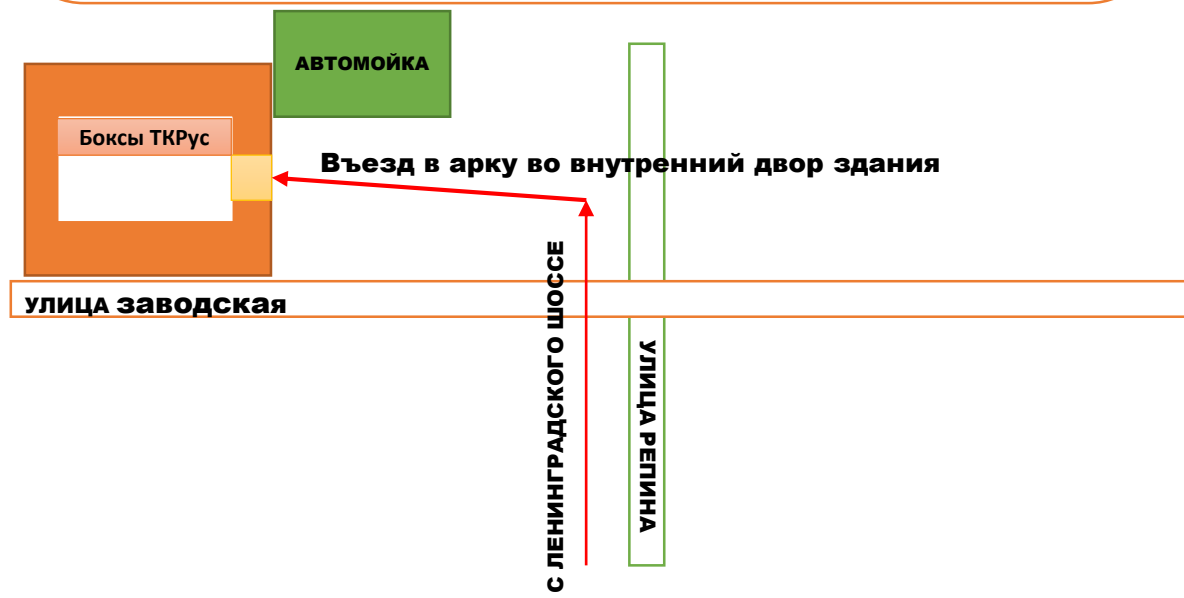 АВТОМОЙКА
Боксы ТКРус
Въезд в арку во внутренний двор здания
УЛИЦА заводская
С ЛЕНИНГРАДСКОГО ШОССЕ
УЛИЦА РЕПИНА